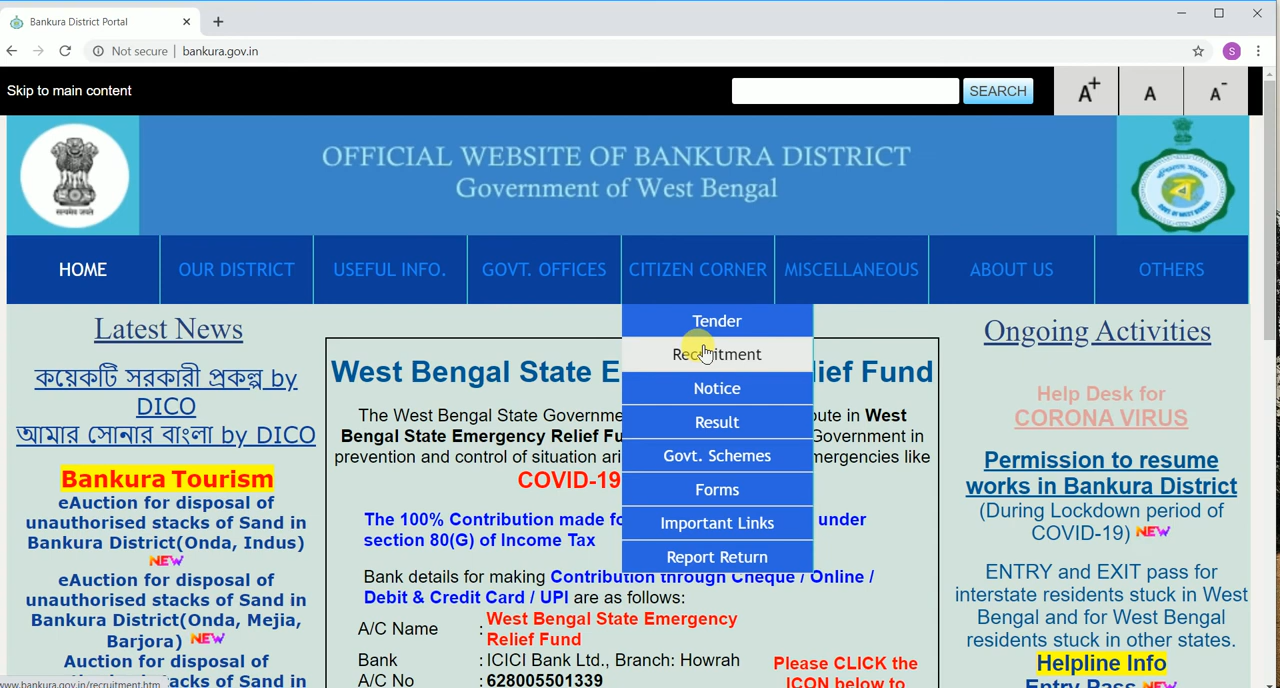 Bankura District Portal
Not secure | bankura.gov.in
S
Skip to main content
SEARCH
A+
A
A-
सत्यमेव जयते
OFFICIAL WEBSITE OF BANKURA DISTRICT
Government of West Bengal
HOME
OUR DISTRICT
USEFUL INFO.
GOVT. OFFICES
CITIZEN CORNER
MISCELLANEOUS
ABOUT US
OTHERS
Tender
Recruitment
Notice
Result
Govt. Schemes
Forms
Important Links
Report Return
Latest News
কয়েকটি সরকারী প্রকল্প by
DICO
আমার সোনার বাংলা by DICO
Bankura Tourism
eAuction for disposal of
unauthorised stacks of Sand in
Bankura District(Onda, Indus)
NEW
eAuction for disposal of
unauthorised stacks of Sand in
Bankura District(Onda, Mejia,
Barjora) NEW
Auction for disposal of
acks of Sand in
www.bankura.gov.in/recruitment.htm
West Bengal State E lief Fund
The West Bengal State Governme bute in West
Bengal State Emergency Relief Fu Government in
prevention and control of situation ari mergencies like
COVID-19
The 100% Contribution made fo under
section 80(G) of Income Tax
Bank details for making Contribution through Cheque / Online /
Debit & Credit Card / UPI are as follows:
A/C Name : West Bengal State Emergency
Relief Fund
Bank : ICICI Bank Ltd., Branch: Howrah
A/C No : 628005501339
Please CLICK the
ICON below to
Ongoing Activities
Help Desk for
CORONA VIRUS
Permission to resume
works in Bankura District
(During Lockdown period of
COVID-19) NEW
ENTRY and EXIT pass for
interstate residents stuck in West
Bengal and for West Bengal
residents stuck in other states.
Helpline Info
Entry Pass NEW